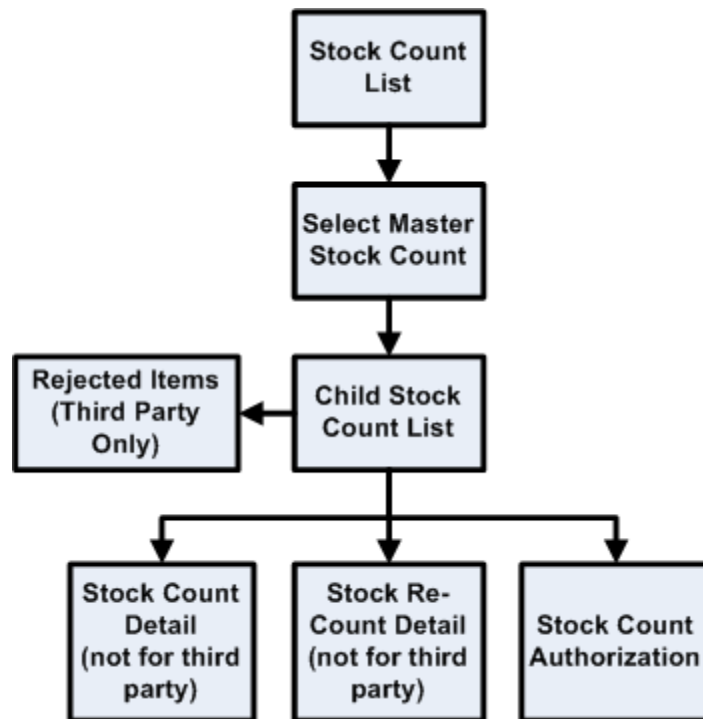 Stock Count
List
Select Master
Stock Count
Rejected Items
(Third Party
Only)
Child Stock
Count List
Stock Count
Detail
(not for third
party)
Stock Re-
Count Detail
(not for third
party)
Stock Count
Authorization